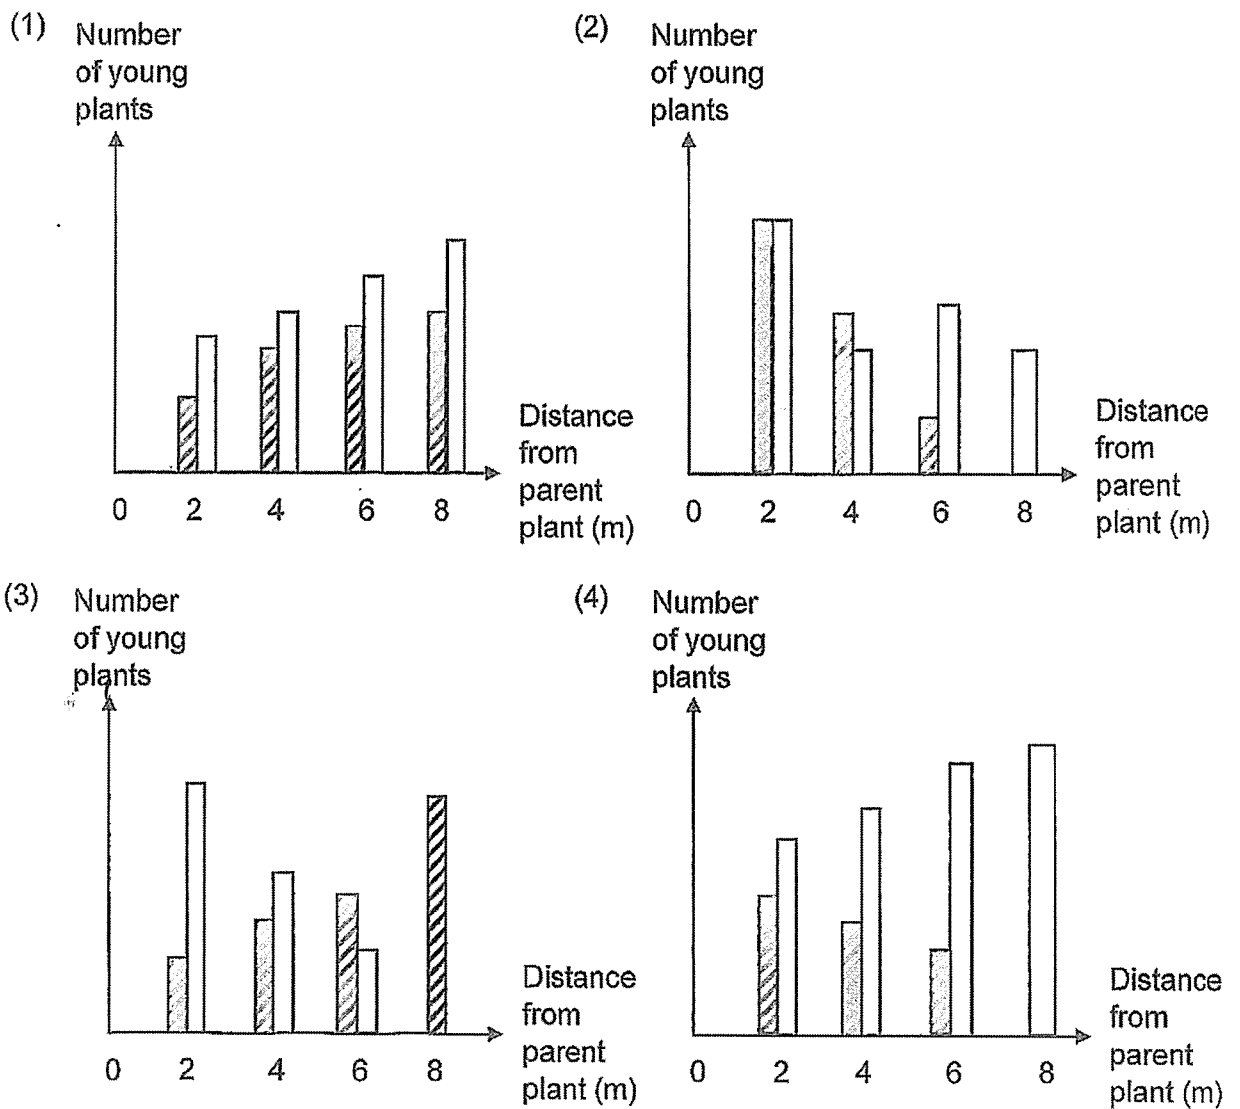 (1) Number
of young
plants
Distance
from
parent
plant (m)
0 2 4 6 8
(2) Number
of young
plants
Distance
from
parent
plant (m)
0 2 4 6 8
(3) Number
of young
plants
Distance
from
parent
plant (m)
0 2 4 6 8
(4) Number
of young
plants
Distance
from
parent
plant (m)
0 2 4 6 8